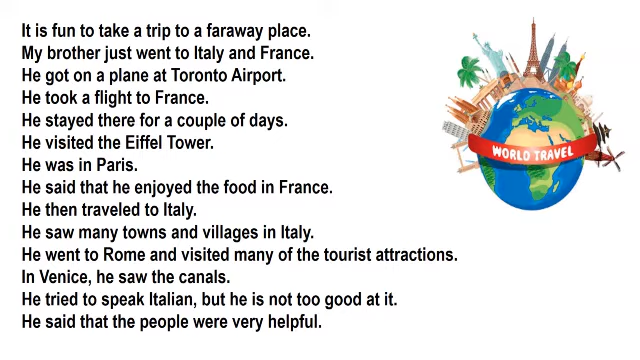 It is fun to take a trip to a faraway place.
My brother just went to Italy and France.
He got on a plane at Toronto Airport.
He took a flight to France.
He stayed there for a couple of days.
He visited the Eiffel Tower.
He was in Paris.
He said that he enjoyed the food in France.
He then traveled to Italy.
He saw many towns and villages in Italy.
He went to Rome and visited many of the tourist attractions.
In Venice, he saw the canals.
He tried to speak Italian, but he is not too good at it.
He said that the people were very helpful.
WORLD TRAVEL